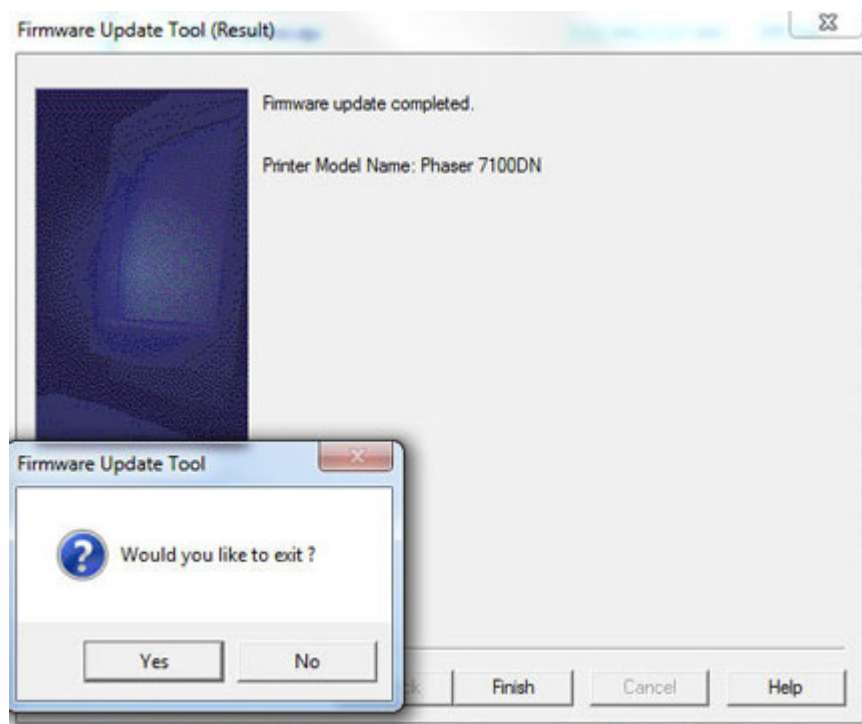 Firmware Update Tool (Result)
Firmware update completed.
Printer Model Name: Phaser 7100DN
Firmware Update Tool
Would you like to exit ?
Yes
No
Finish
Cancel
Help